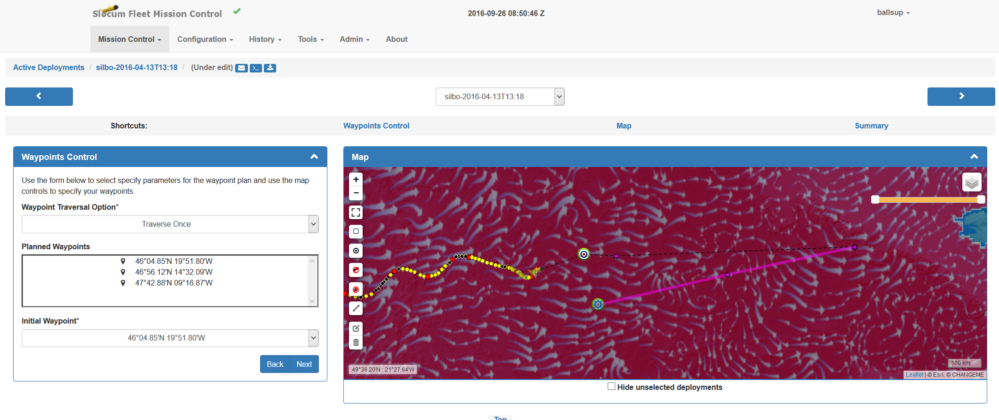 Slocum Fleet Mission Control
2016-09-26 08:50:46 Z
ballsup
Mission Control
Configuration
History
Tools
Admin
About
Active Deployments / silbo-2016-04-13T13:18 / (Under edit)
silbo-2016-04-13T13:18
Shortcuts:
Waypoints Control
Map
Summary
Waypoints Control
Use the form below to select specify parameters for the waypoint plan and use the map
controls to specify your waypoints.
Waypoint Traversal Option*
Traverse Once
Planned Waypoints
46°04.85'N 19°51.80'W
46°56.12'N 14°32.09'W
47°42.88'N 09°16.87'W
Initial Waypoint*
46°04.85'N 19°51.80'W
Back
Next
Map
+
−
49°36.20'N : 21°27.64'W
100 km
Leaflet | © Esri, © CHANGEME
Hide unselected deployments
Top